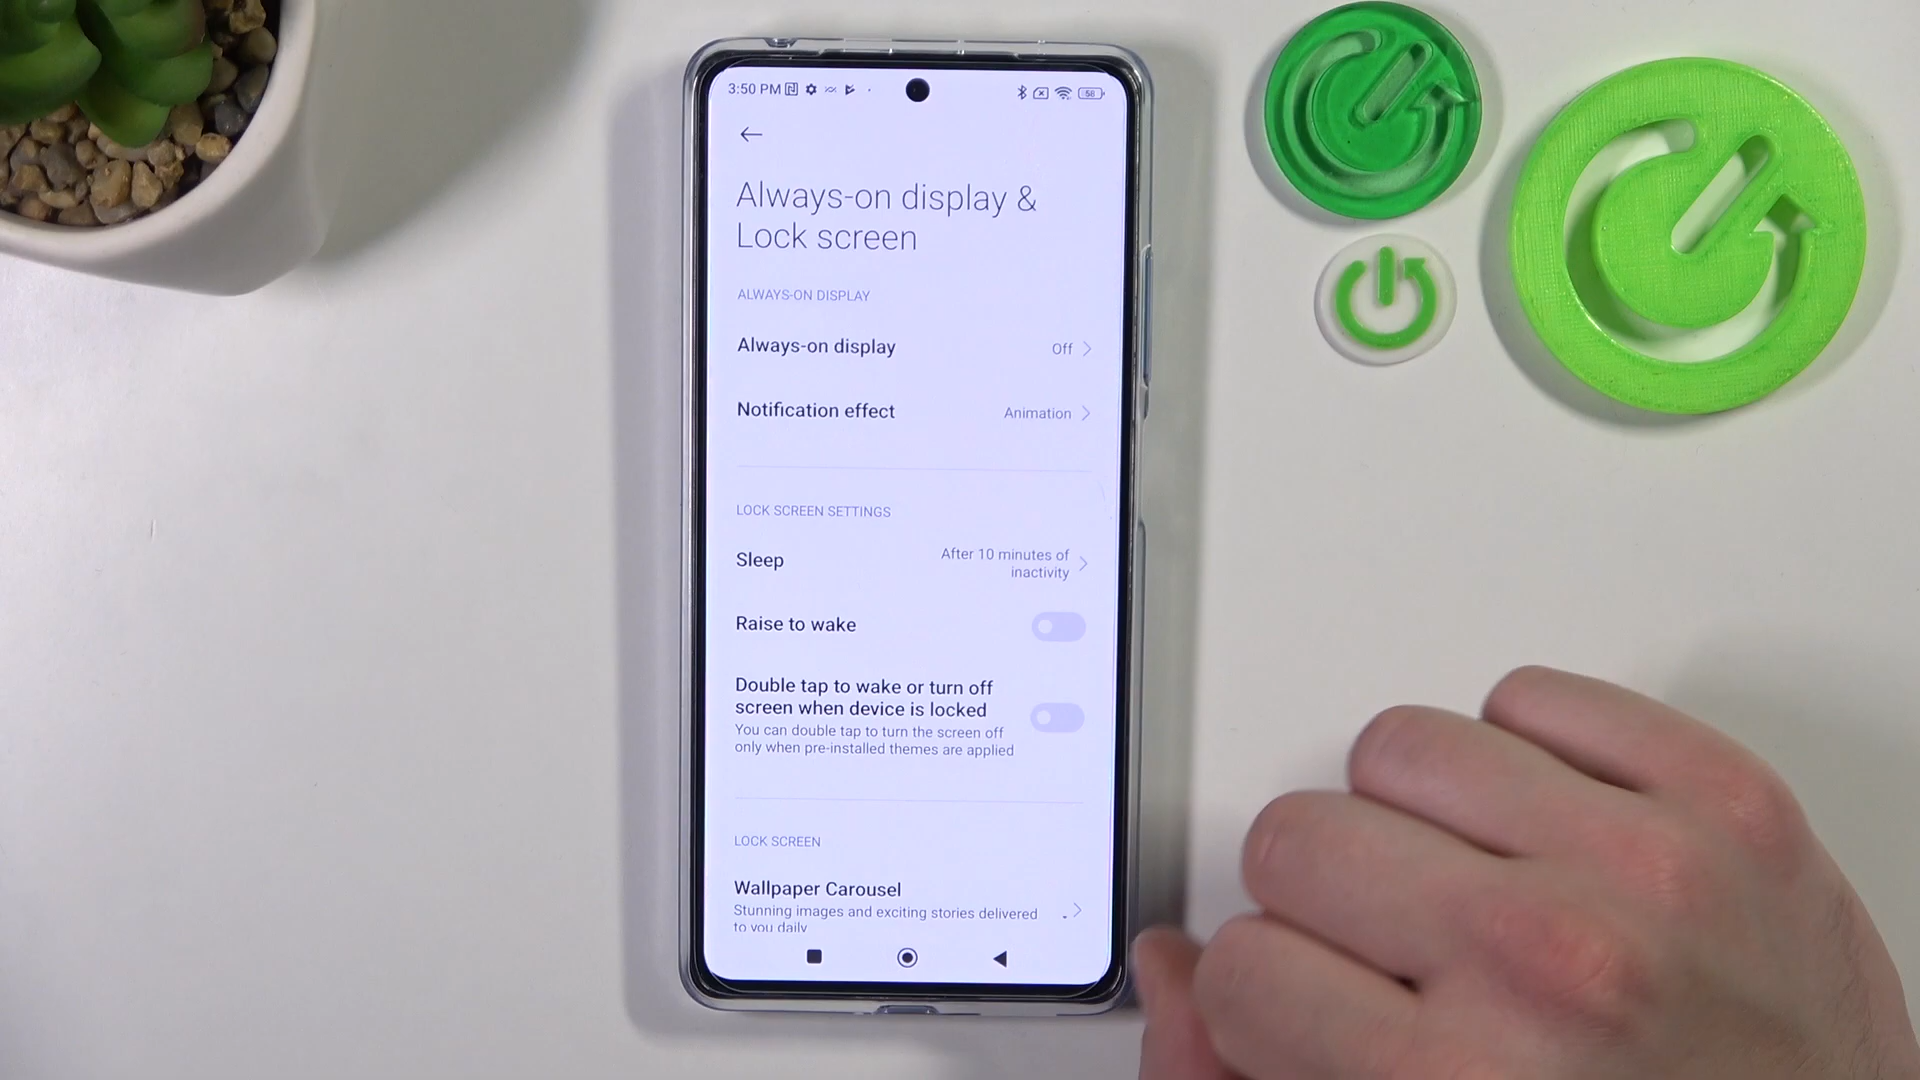 3:50 PM
58
Always-on display &
Lock screen
ALWAYS-ON DISPLAY
Always-on display
Off
Notification effect
Animation
LOCK SCREEN SETTINGS
Sleep
After 10 minutes of
inactivity
Raise to wake
Double tap to wake or turn off
screen when device is locked
You can double tap to turn the screen off
only when pre-installed themes are applied
LOCK SCREEN
Wallpaper Carousel
Stunning images and exciting stories delivered
to you daily